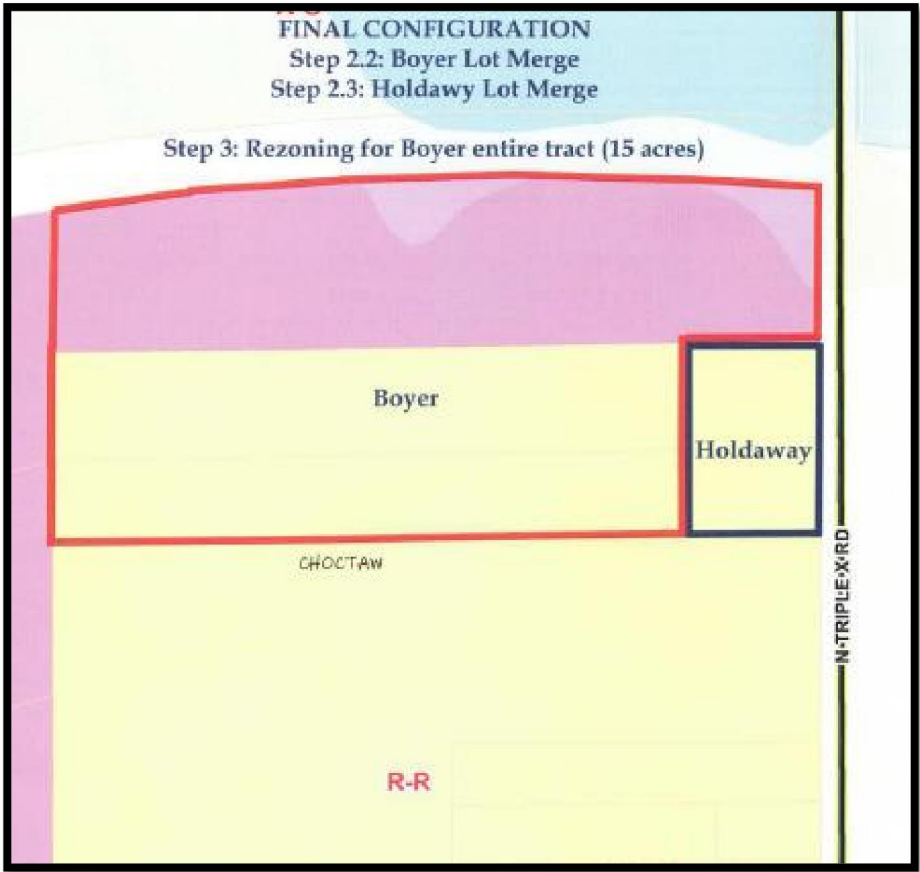 FINAL CONFIGURATION
Step 2.2: Boyer Lot Merge
Step 2.3: Holdawy Lot Merge
Step 3: Rezoning for Boyer entire tract (15 acres)
Boyer
Holdaway
CHOCTAW
N-TRIPLE-X-RD
R-R